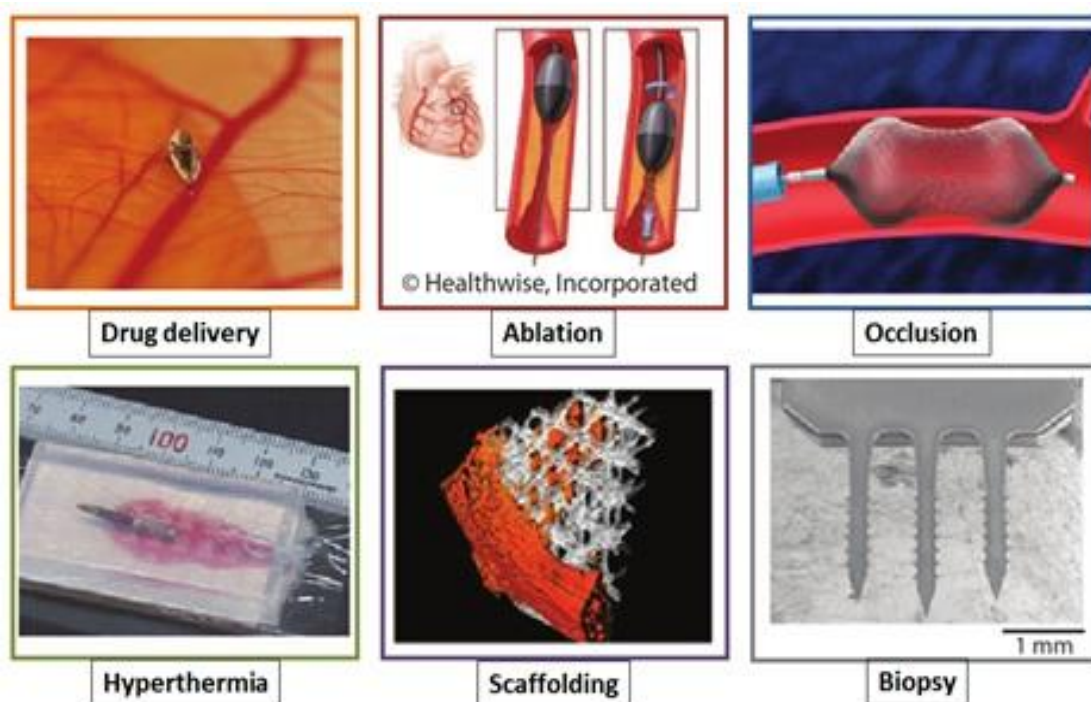 © Healthwise, Incorporated
Drug delivery
Ablation
Occlusion
100
1 mm
Hyperthermia
Scaffolding
Biopsy